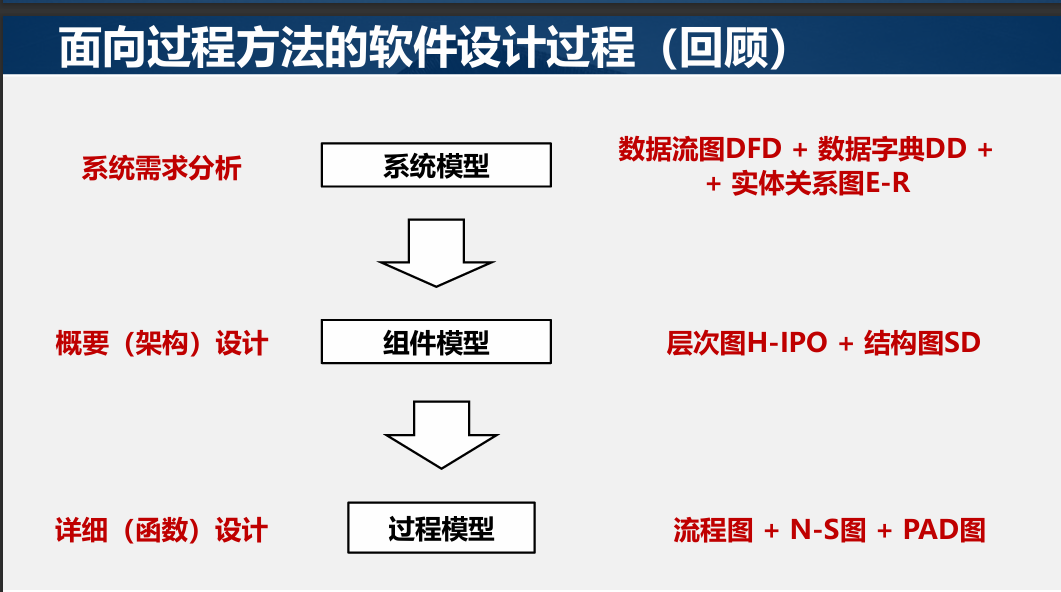 面向过程方法的软件设计过程（回顾）
系统需求分析
系统模型
数据流图DFD + 数据字典DD +
+ 实体关系图E-R
概要（架构）设计
组件模型
层次图H-IPO + 结构图SD
详细（函数）设计
过程模型
流程图 + N-S图 + PAD图